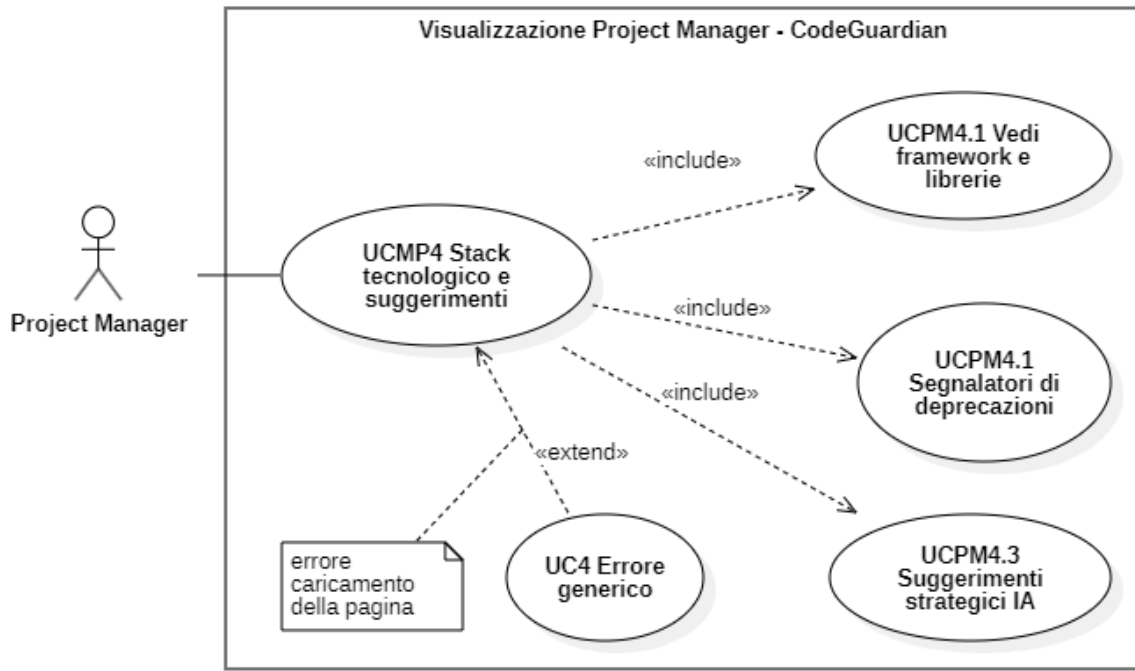 Visualizzazione Project Manager - CodeGuardian
UCPM4.1 Vedi
framework e
librerie
«include»
UCMP4 Stack
tecnologico e
suggerimenti
Project Manager
«include»
UCPM4.1
Segnalatori di
deprecazioni
«include»
«extend»
errore
caricamento
della pagina
UC4 Errore
generico
UCPM4.3
Suggerimenti
strategici IA